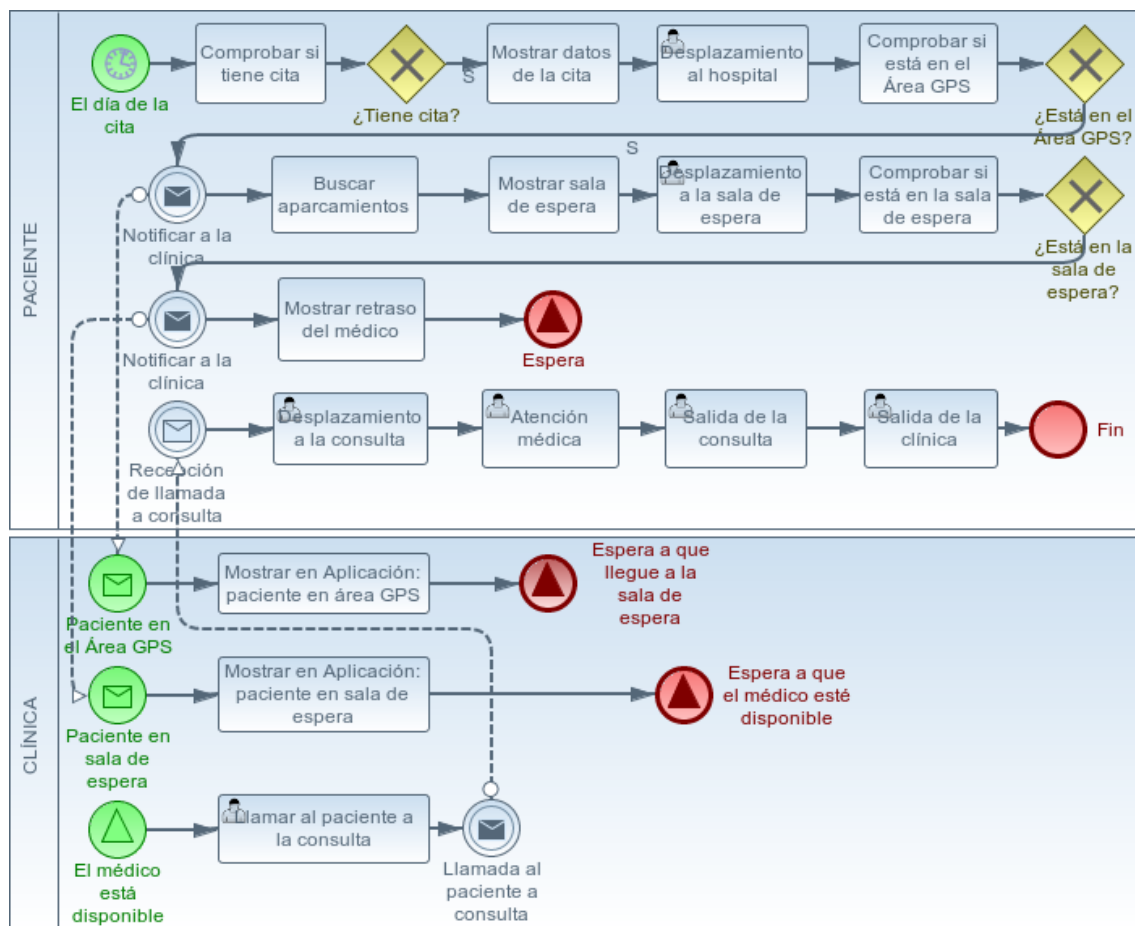 PACIENTE
El día de la
cita
Comprobar si
tiene cita
¿Tiene cita?
S
Mostrar datos
de la cita
Desplazamiento
al hospital
Comprobar si
está en el
Área GPS
¿Está en el
Área GPS?
S
Notificar a la
clínica
Buscar
aparcamientos
Mostrar sala
de espera
Desplazamiento
a la sala de
espera
Comprobar si
está en la sala
de espera
¿Está en la
sala de
espera?
Notificar a la
clínica
Mostrar retraso
del médico
Espera
Recepción
de llamada
a consulta
Desplazamiento
a la consulta
Atención
médica
Salida de la
consulta
Salida de la
clínica
Fin
CLÍNICA
Paciente en
el Área GPS
Mostrar en Aplicación:
paciente en área GPS
Espera a que
llegue a la
sala de
espera
Paciente en
sala de
espera
Mostrar en Aplicación:
paciente en sala de
espera
Espera a que
el médico esté
disponible
El médico
está
disponible
Llamar al paciente a
la consulta
Llamada al
paciente a
consulta